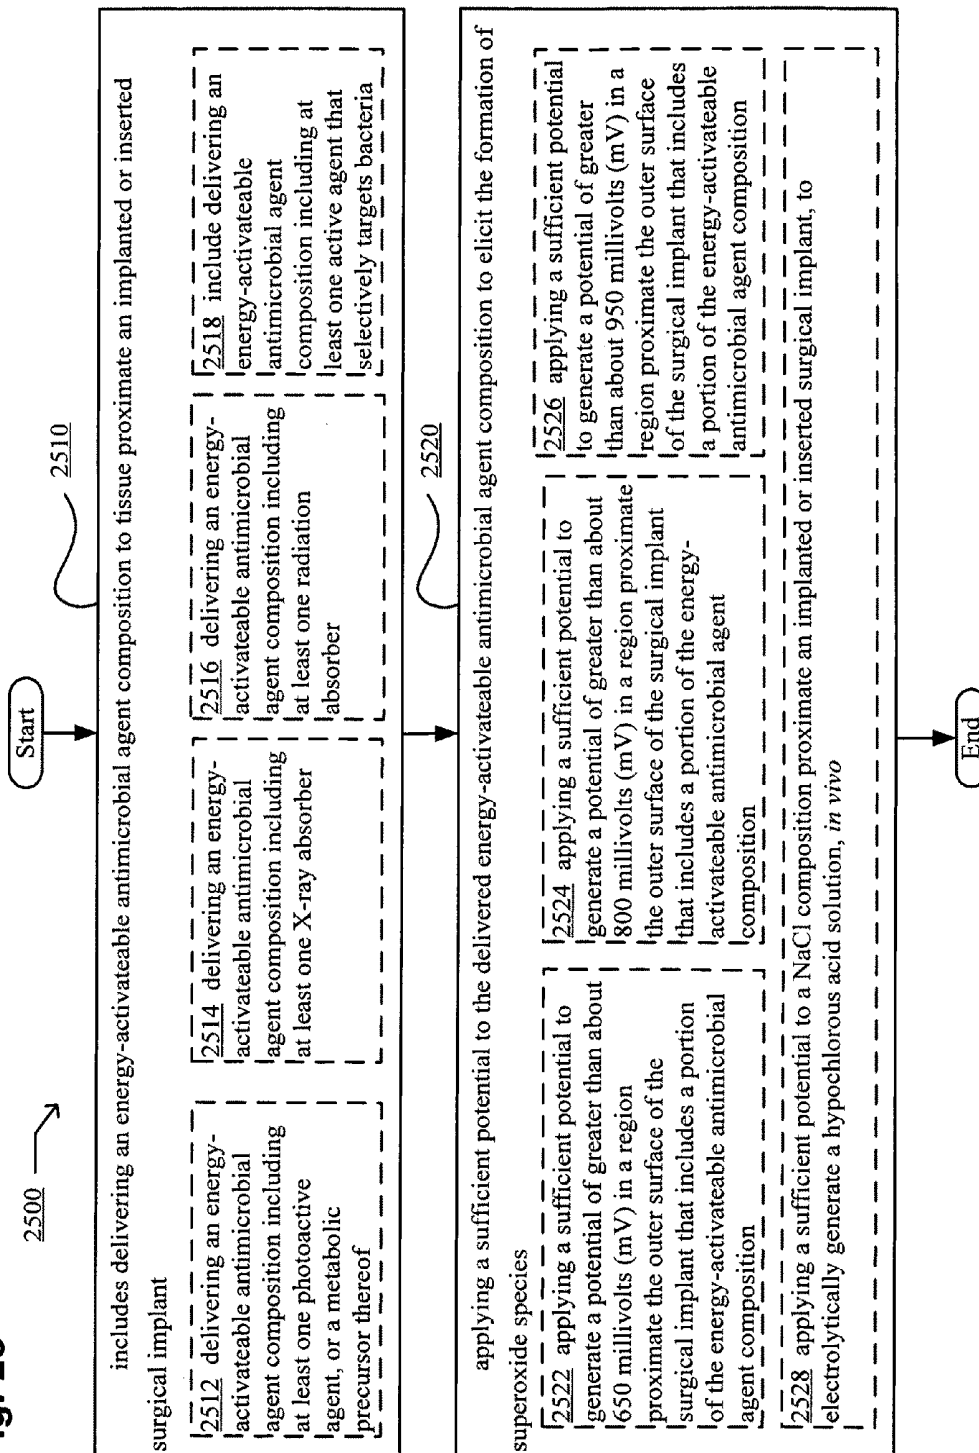 2500
Start
2510
includes delivering an energy-activateable antimicrobial agent composition to tissue proximate an implanted or inserted
surgical implant
2512 delivering an energy-
activateable antimicrobial
agent composition including
at least one photoactive
agent, or a metabolic
precursor thereof
2514 delivering an energy-
activateable antimicrobial
agent composition including
at least one X-ray absorber
2516 delivering an energy-
activateable antimicrobial
agent composition including
at least one radiation
absorber
2518 include delivering an
energy-activateable
antimicrobial agent
composition including at
least one active agent that
selectively targets bacteria
2520
applying a sufficient potential to the delivered energy-activateable antimicrobial agent composition to elicit the formation of
superoxide species
2522 applying a sufficient potential to
generate a potential of greater than about
650 millivolts (mV) in a region
proximate the outer surface of the
surgical implant that includes a portion
of the energy-activateable antimicrobial
agent composition
2524 applying a sufficient potential to
generate a potential of greater than about
800 millivolts (mV) in a region proximate
the outer surface of the surgical implant
that includes a portion of the energy-
activateable antimicrobial agent
composition
2526 applying a sufficient potential
to generate a potential of greater
than about 950 millivolts (mV) in a
region proximate the outer surface
of the surgical implant that includes
a portion of the energy-activateable
antimicrobial agent composition
2528 applying a sufficient potential to a NaCl composition proximate an implanted or inserted surgical implant, to
electrolytically generate a hypochlorous acid solution, in vivo
End